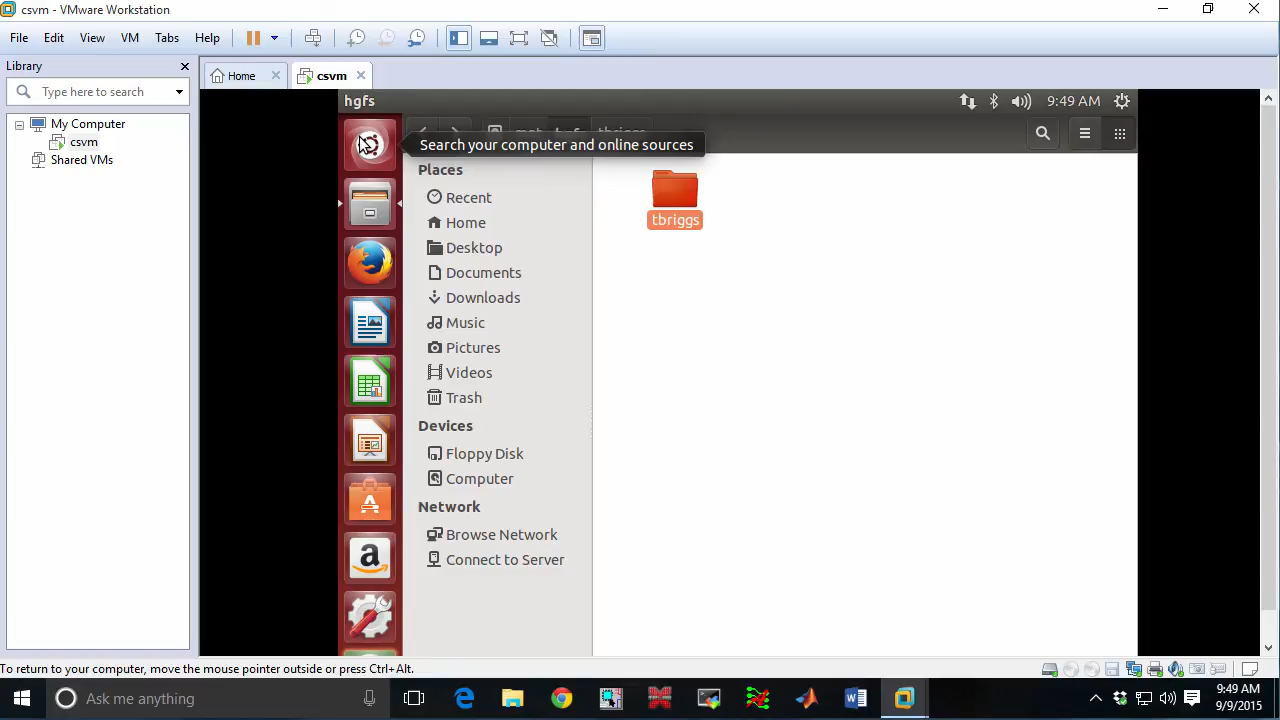 csvm - VMware Workstation
File Edit View VM Tabs Help
Library
Type here to search
My Computer
csvm
Shared VMs
Home
csvm
hgfs
9:49 AM
Search your computer and online sources
Places
Recent
Home
Desktop
Documents
Downloads
Music
Pictures
Videos
Trash
Devices
Floppy Disk
Computer
Network
Browse Network
Connect to Server
tbriggs
To return to your computer, move the mouse pointer outside or press Ctrl+Alt.
Ask me anything
9:49 AM
9/9/2015